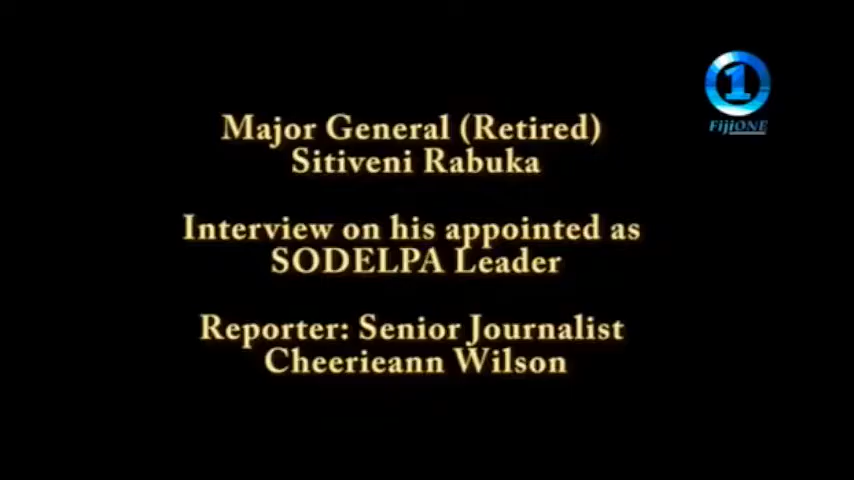 1
FijiONE
Major General (Retired)
Sitiveni Rabuka
Interview on his appointed as
SODELPA Leader
Reporter: Senior Journalist
Cheerieann Wilson